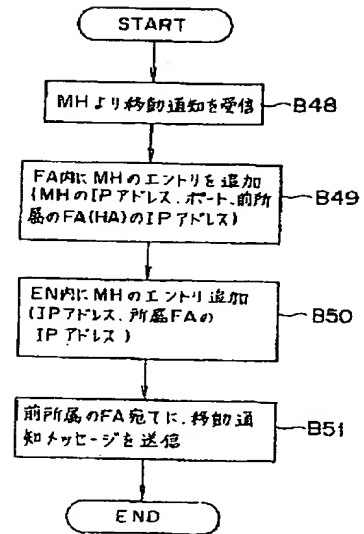 START
MHより移動通知を受信
B48
FA内にMHのエントリを追加
(MHのIPアドレス、ポート、前所
属のFA(HA)のIPアドレス)
B49
EN内にMHのエントリ追加
(IPアドレス、所属FAの
IPアドレス)
B50
前所属のFA宛てに、移動通
知メッセージを送信
B51
END